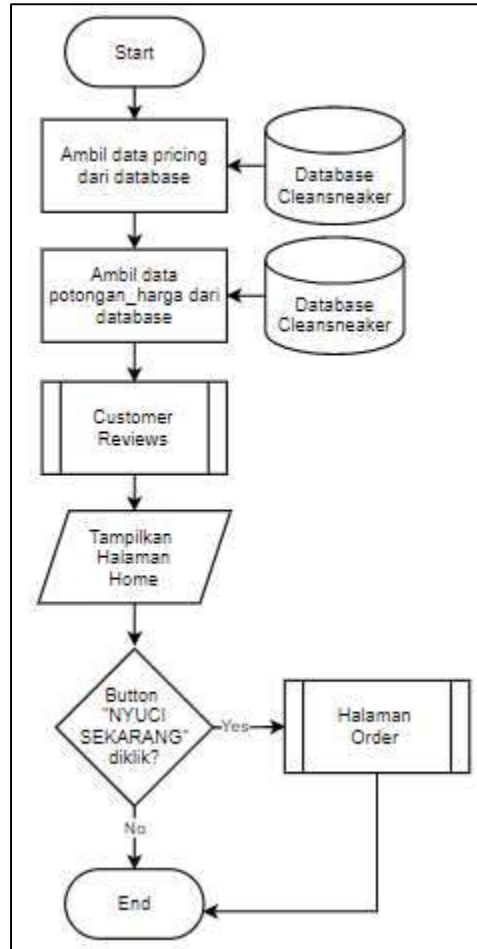 Start
Ambil data pricing
dari database
Database
Cleansneaker
Ambil data
potongan_harga dari
database
Database
Cleansneaker
Customer
Reviews
Tampilkan
Halaman
Home
Button
"NYUCI
SEKARANG"
diklik?
Yes
Halaman
Order
No
End